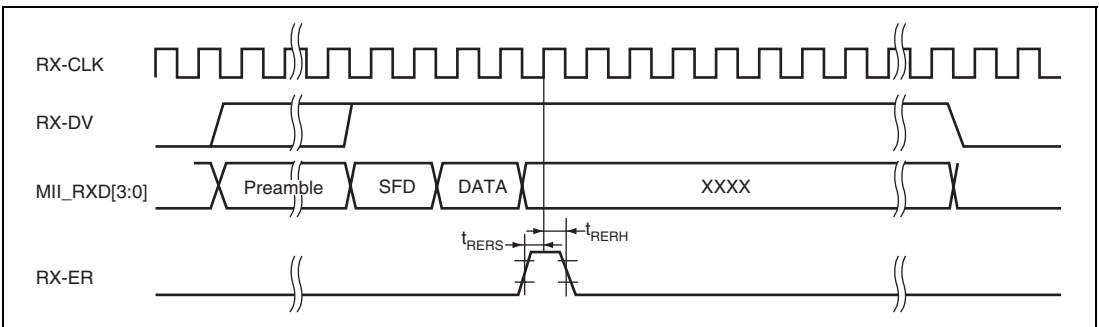 RX-CLK
RX-DV
MII_RXD[3:0]
Preamble
SFD
DATA
XXXX
tRERS
tRERH
RX-ER